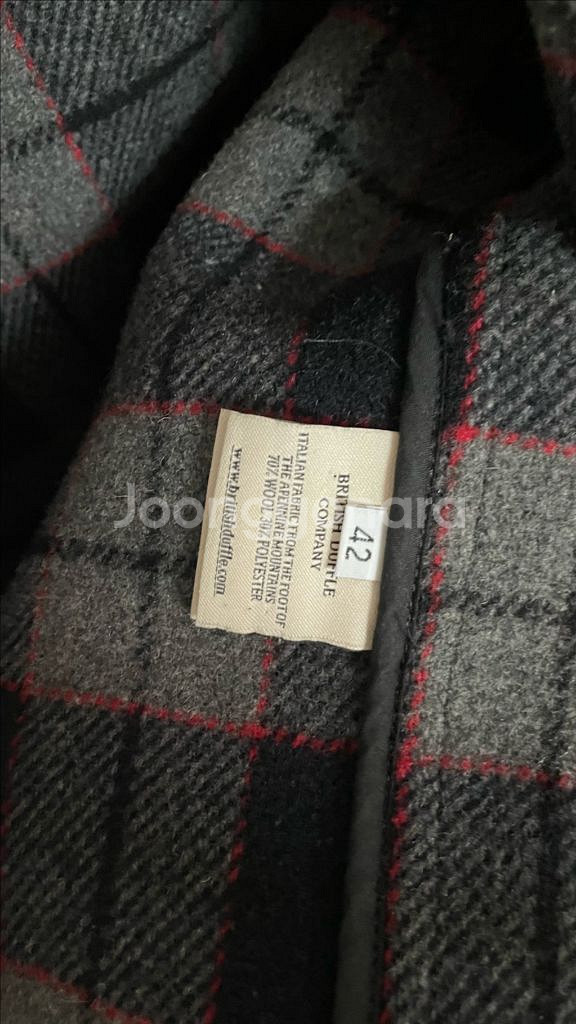 BRITISH DUFFLE
COMPANY
42
ITALIAN FABRIC FROM THE FOOT OF
THE APENNINE MOUNTAINS
70% WOOL 30% POLYESTER
www.britishduffle.com
Joongna